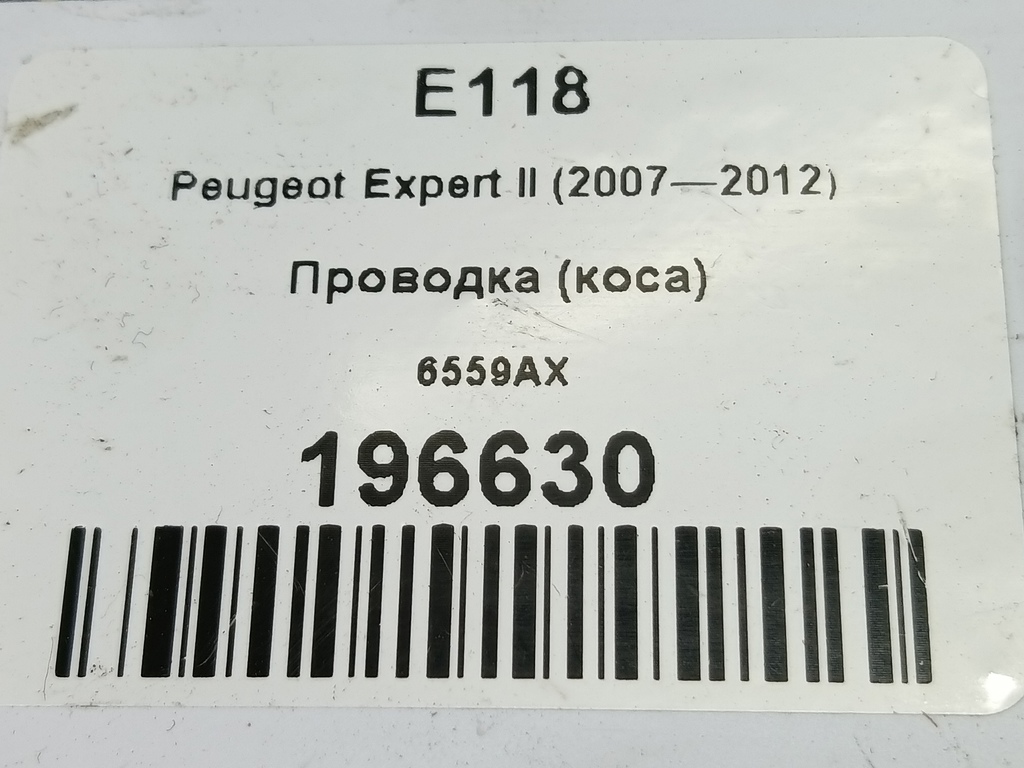 E118
Peugeot Expert II (2007—2012)
Проводка (коса)
6559AX
196630